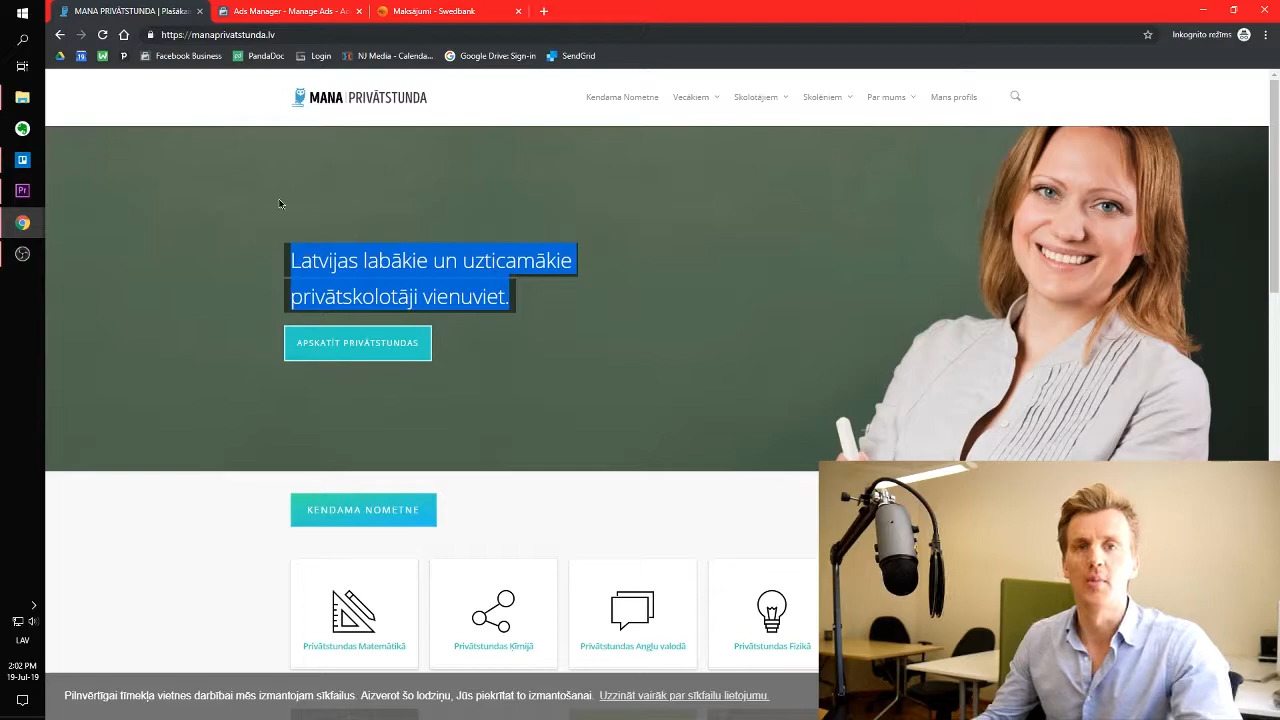 MANA PRIVĀTSTUNDA | Plašākai
Ads Manager - Manage Ads - Ad
Maksājumi - Swedbank
https://manaprivatstunda.lv
Inkognito režīms
Facebook Business
PandaDoc
Login
NJ Media - Calenda...
Google Drive: Sign-in
SendGrid
MANA | PRIVĀTSTUNDA
Kendama Nometne
Vecākiem
Skolotājiem
Skolēniem
Par mums
Mans profils
Latvijas labākie un uzticamākie
privātskolotāji vienuviet.
APSKATĪT PRIVĀTSTUNDAS
KENDAMA NOMETNE
Privātstundas Matemātikā
Privātstundas Ķīmijā
Privātstundas Angļu valodā
Privātstundas Fizikā
Pilnvērtīgai tīmekļa vietnes darbībai mēs izmantojam sīkfailus. Aizverot šo lodziņu, Jūs piekrītat to izmantošanai. Uzzināt vairāk par sīkfailu lietojumu.
LAV
2:02 PM
19-Jul-19